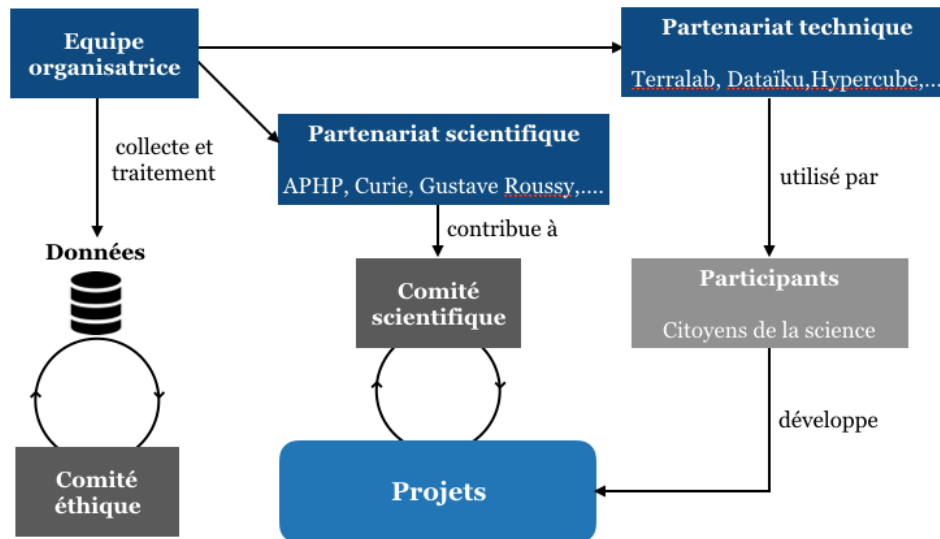 Equipe
organisatrice
Partenariat technique
Terralab, Dataïku,Hypercube,....
collecte et
traitement
Partenariat scientifique
APHP, Curie, Gustave Roussy,....
utilisé par
contribue à
Données
Comité
scientifique
Participants
Citoyens de la science
développe
Comité
éthique
Projets